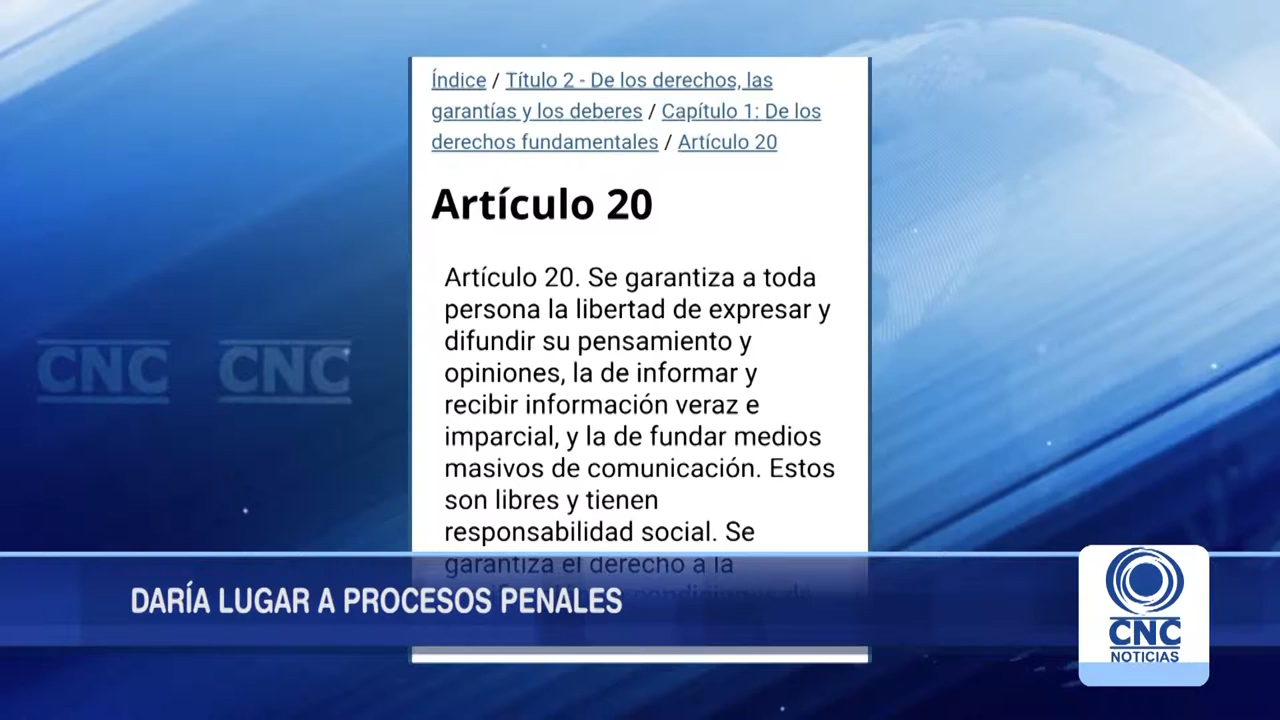 Índice / Título 2 - De los derechos, las
garantías y los deberes / Capítulo 1: De los
derechos fundamentales / Artículo 20
Artículo 20
Artículo 20. Se garantiza a toda
persona la libertad de expresar y
difundir su pensamiento y
opiniones, la de informar y
recibir información veraz e
imparcial, y la de fundar medios
masivos de comunicación. Estos
son libres y tienen
responsabilidad social. Se
garantiza el derecho a la
CNC CNC
DARÍA LUGAR A PROCESOS PENALES
CNC
NOTICIAS